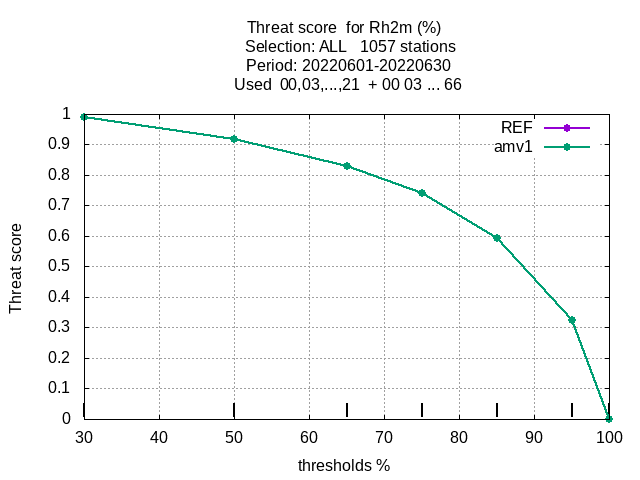 Threat score  for Rh2m (%)
Selection: ALL   1057 stations
Period: 20220601-20220630
Used  00,03,...,21  + 00 03 ... 66
REF
amv1
1
0.9
0.8
0.7
0.6
0.5
0.4
0.3
0.2
0.1
0
Threat score
30 40 50 60 70 80 90 100
thresholds %